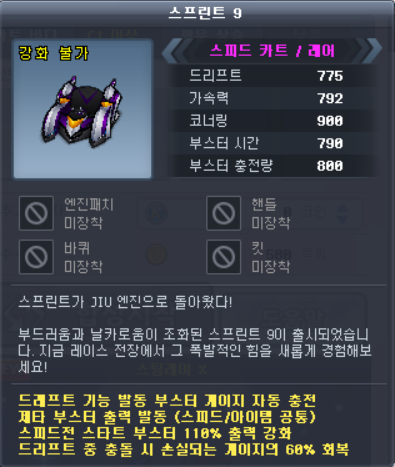 스프린트 9
강화 불가
스피드 카트 / 레어
드리프트 775
가속력 792
코너링 900
부스터 시간 790
부스터 충전량 800
엔진패치
미장착
핸들
미장착
바퀴
미장착
킷
미장착
스프린트가 JIU 엔진으로 돌아왔다!
부드러움과 날카로움이 조화된 스프린트 9이 출시되었습니
다. 지금 레이스 전장에서 그 폭발적인 힘을 새롭게 경험해보
세요!
드래프트 기능 발동 부스터 게이지 자동 충전
제타 부스터 출력 발동 (스피드/아이템 공통)
스피드전 스타트 부스터 110% 출력 강화
드리프트 중 충돌 시 손실되는 게이지의 60% 회복